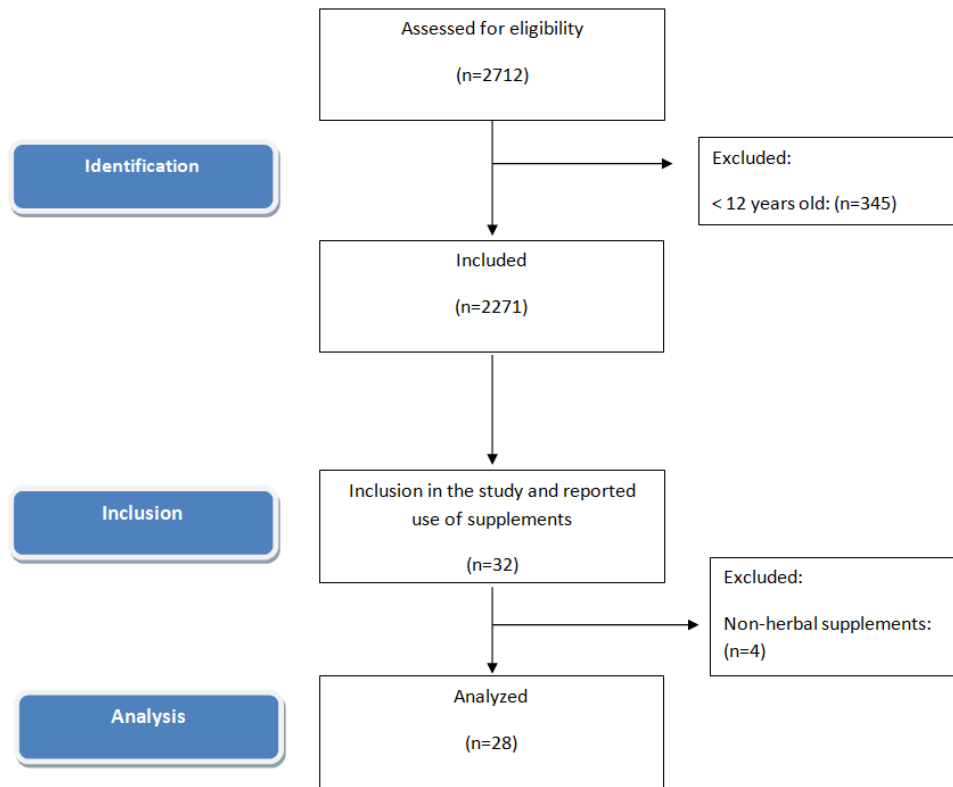 Assessed for eligibility
(n=2712)
Identification
Excluded:
< 12 years old: (n=345)
Included
(n=2271)
Inclusion
Inclusion in the study and reported
use of supplements
(n=32)
Excluded:
Non-herbal supplements:
(n=4)
Analysis
Analyzed
(n=28)